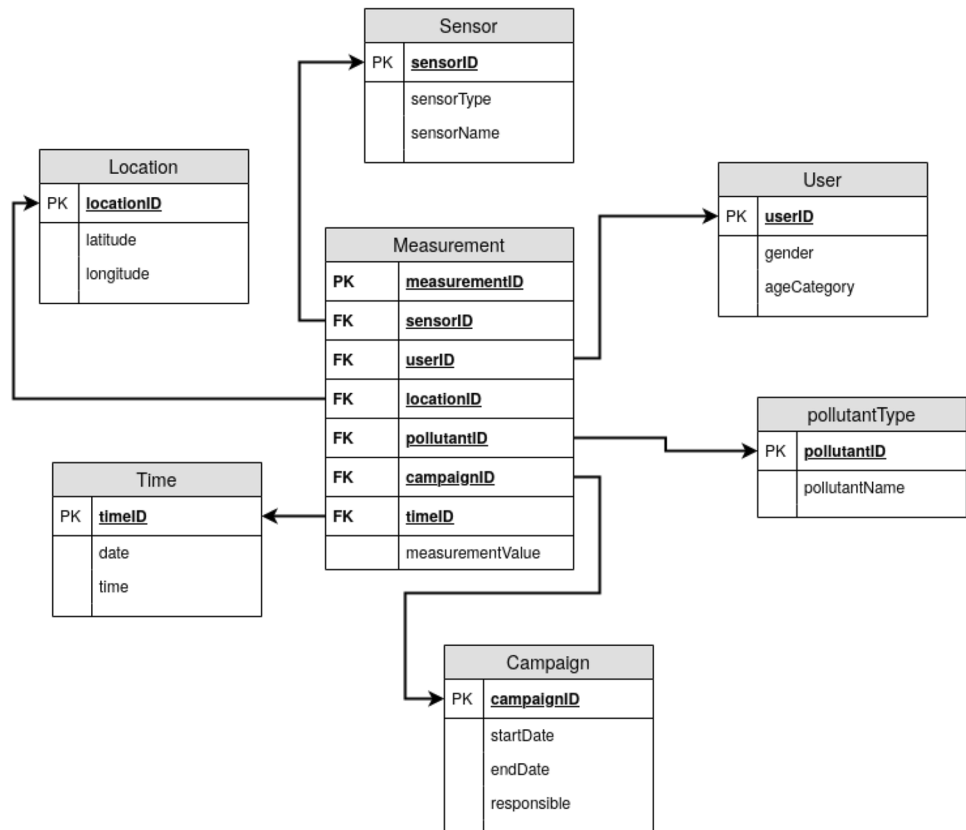 Sensor
PK sensorID
sensorType
sensorName
Location
PK locationID
latitude
longitude
User
PK userID
gender
ageCategory
Measurement
PK measurementID
FK sensorID
FK userID
FK locationID
FK pollutantID
FK campaignID
FK timeID
measurementValue
pollutantType
PK pollutantID
pollutantName
Time
PK timeID
date
time
Campaign
PK campaignID
startDate
endDate
responsible